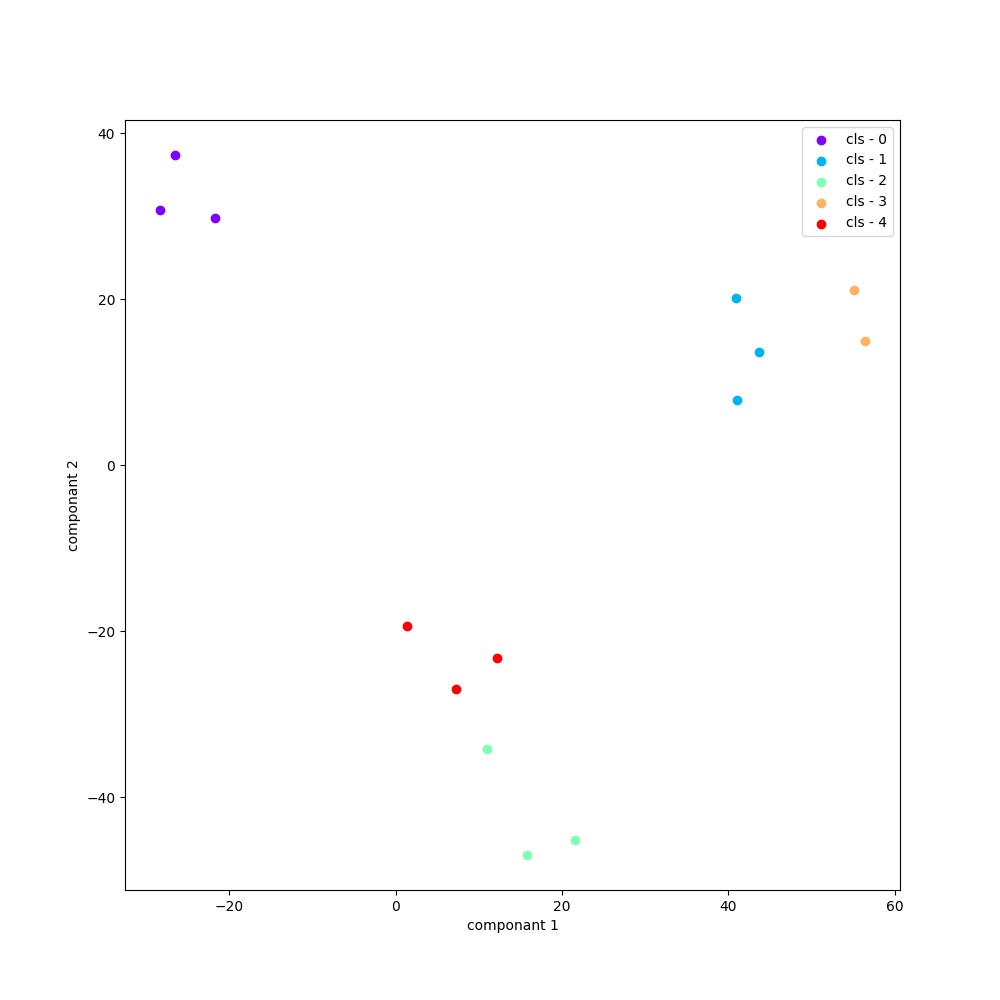 40
20
0
−20
−40
componant 2
−20
0
20
40
60
componant 1
cls - 0
cls - 1
cls - 2
cls - 3
cls - 4